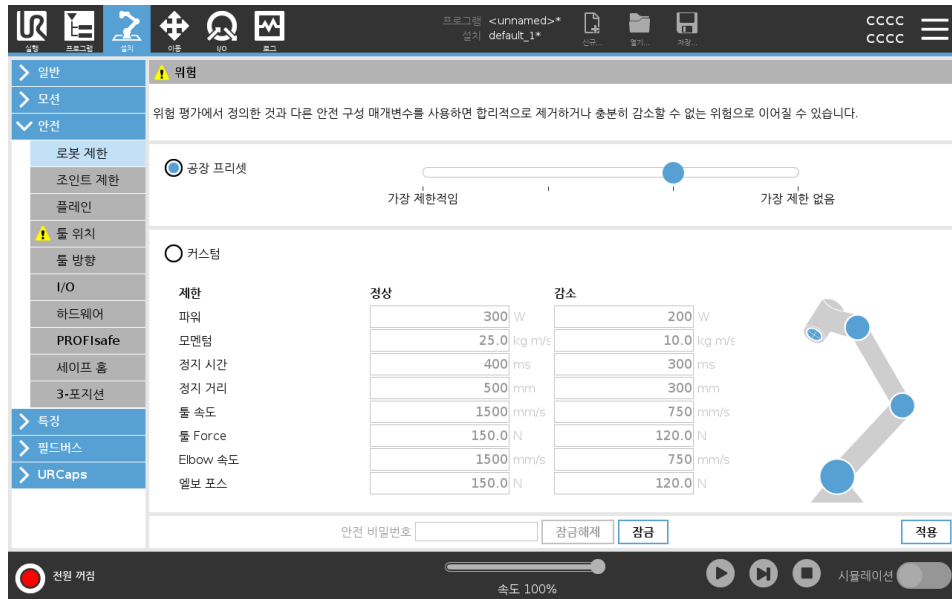 UR
실행
프로그램
설치
이동
I/O
로그
프로그램 <unnamed>*
설치 default_1*
신규...
열기...
저장...
cccc
cccc
일반
모션
안전
로봇 제한
조인트 제한
플레인
툴 위치
툴 방향
I/O
하드웨어
PROFIsafe
세이프 홈
3-포지션
특징
필드버스
URCaps
위험
위험 평가에서 정의한 것과 다른 안전 구성 매개변수를 사용하면 합리적으로 제거하거나 충분히 감소할 수 없는 위험으로 이어질 수 있습니다.
공장 프리셋
가장 제한적임 가장 제한 없음
커스텀
제한 정상 감소
파워 300 W 200 W
모멘텀 25.0 kg m/s 10.0 kg m/s
정지 시간 400 ms 300 ms
정지 거리 500 mm 300 mm
툴 속도 1500 mm/s 750 mm/s
툴 Force 150.0 N 120.0 N
Elbow 속도 1500 mm/s 750 mm/s
엘보 포스 150.0 N 120.0 N
안전 비밀번호 잠금해제 잠금 적용
전원 꺼짐
속도 100%
시뮬레이션